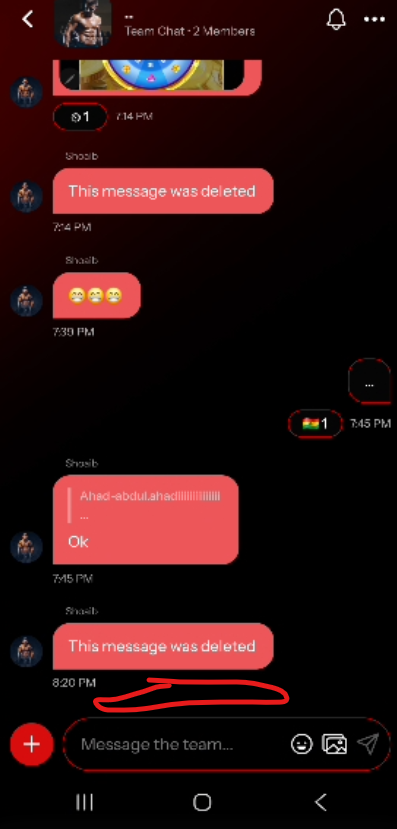 ..
Team Chat · 2 Members
1
7:14 PM
Shoaib
This message was deleted
7:14 PM
Shoaib
7:39 PM
...
1
7:45 PM
Shoaib
Ahad-abdul.ahadiiiiiiiiiiiiii
...
Ok
7:45 PM
Shoaib
This message was deleted
8:20 PM
Message the team...